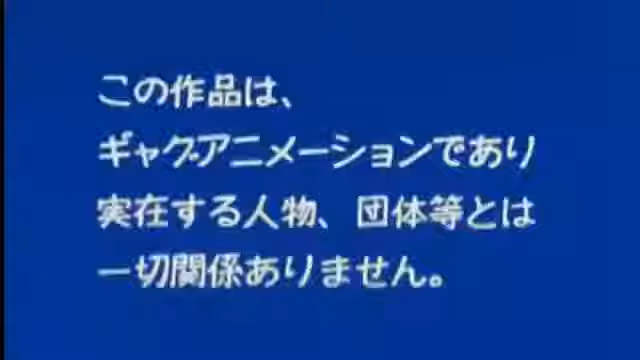 この作品は、
ギャグアニメーションであり
実在する人物、団体等とは
一切関係ありません。